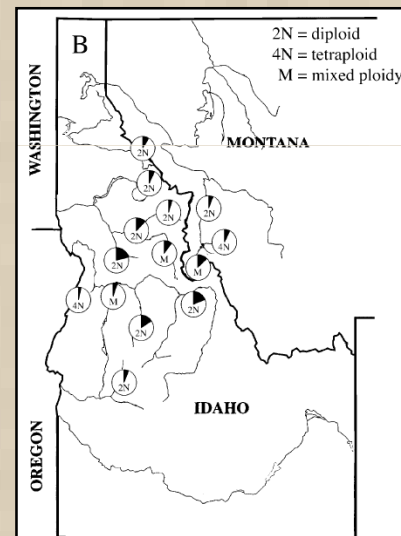 B
2N = diploid
4N = tetraploid
M = mixed ploidy
WASHINGTON
MONTANA
2N
2N
2N
2N
2N
4N
2N
M
M
4N
M
2N
2N
2N
IDAHO
OREGON